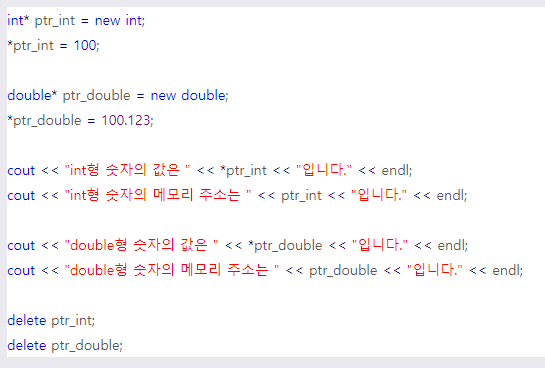 int* ptr_int = new int;
*ptr_int = 100;
double* ptr_double = new double;
*ptr_double = 100.123;
cout << "int형 숫자의 값은 " << *ptr_int << "입니다." << endl;
cout << "int형 숫자의 메모리 주소는 " << ptr_int << "입니다." << endl;
cout << "double형 숫자의 값은 " << *ptr_double << "입니다." << endl;
cout << "double형 숫자의 메모리 주소는 " << ptr_double << "입니다." << endl;
delete ptr_int;
delete ptr_double;